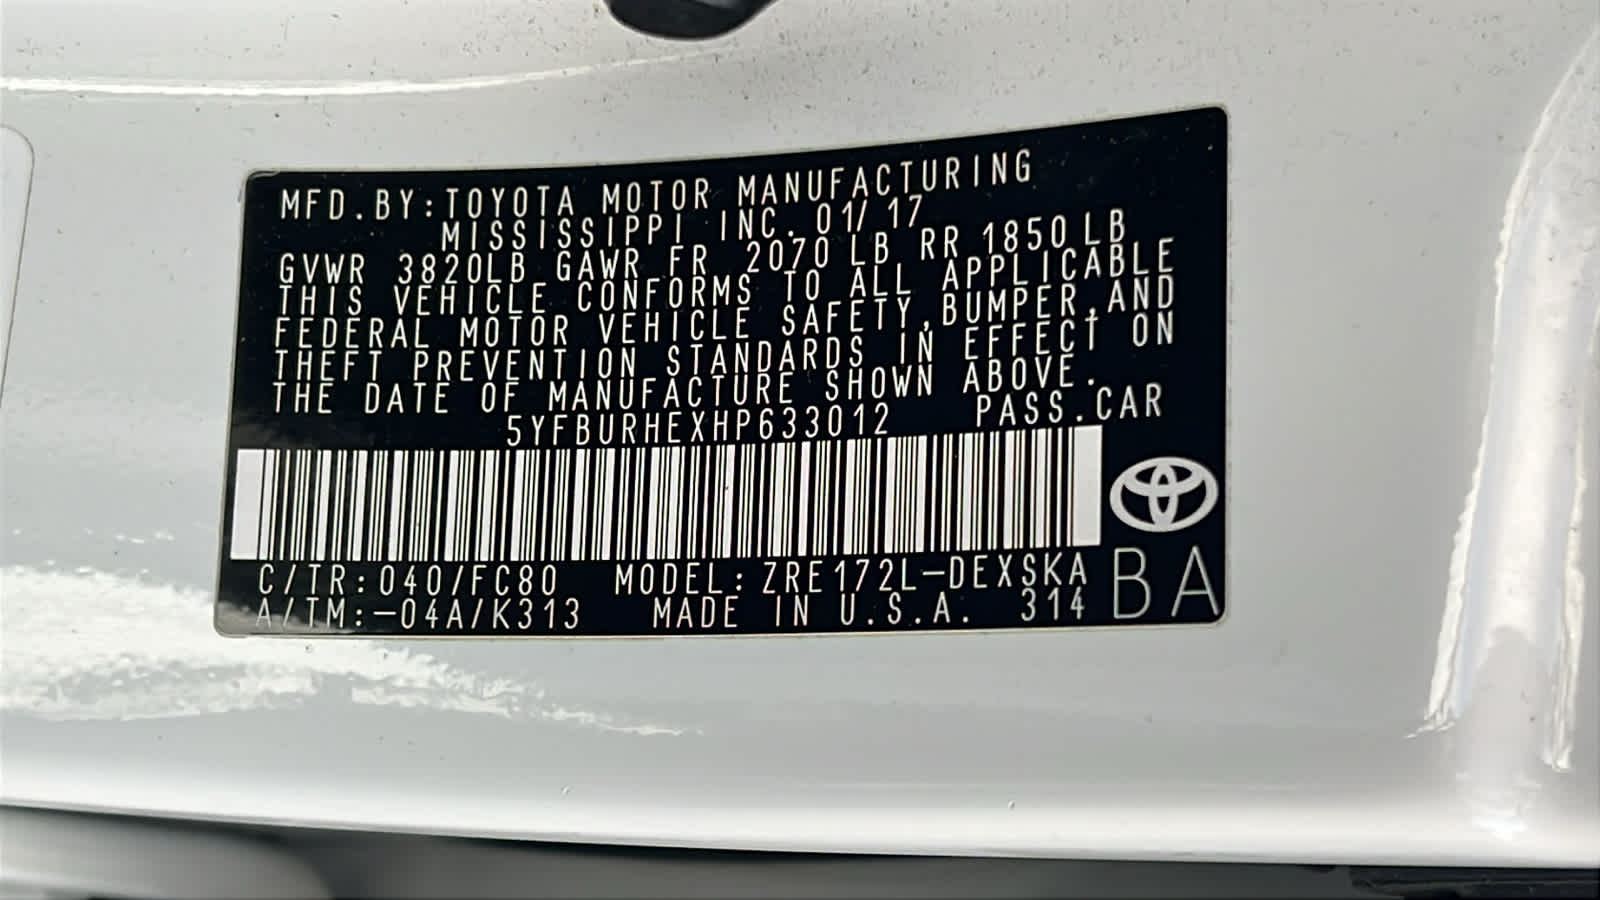 MFD.BY:TOYOTA MOTOR MANUFACTURING
MISSISSIPPI INC. 01/17
GVWR 3820LB GAWR FR 2070 LB RR 1850 LB
THIS VEHICLE CONFORMS TO ALL APPLICABLE
FEDERAL MOTOR VEHICLE SAFETY,BUMPER,AND
THEFT PREVENTION STANDARDS IN EFFECT ON
THE DATE OF MANUFACTURE SHOWN ABOVE.
5YFBURHEXHP633012 PASS.CAR
C/TR:040/FC80 MODEL:ZRE172L-DEXSKA
A/TM:-04A/K313 MADE IN U.S.A. 314
BA